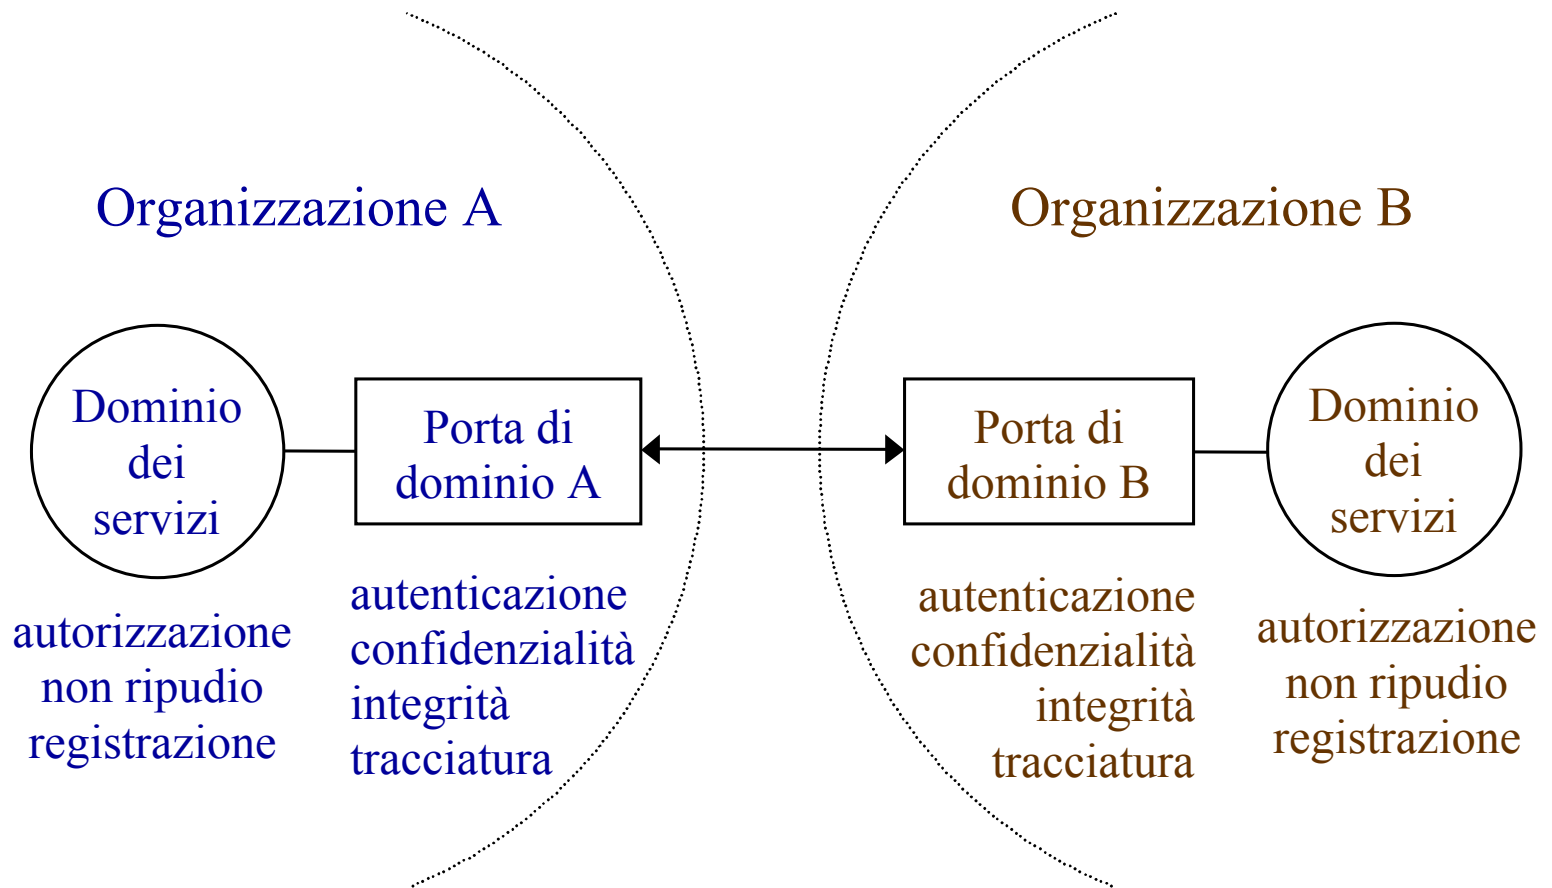 Organizzazione A
Organizzazione B
Dominio
dei
servizi
Porta di
dominio A
Porta di
dominio B
Dominio
dei
servizi
autorizzazione
non ripudio
registrazione
autenticazione
confidenzialità
integrità
tracciatura
autenticazione
confidenzialità
integrità
tracciatura
autorizzazione
non ripudio
registrazione